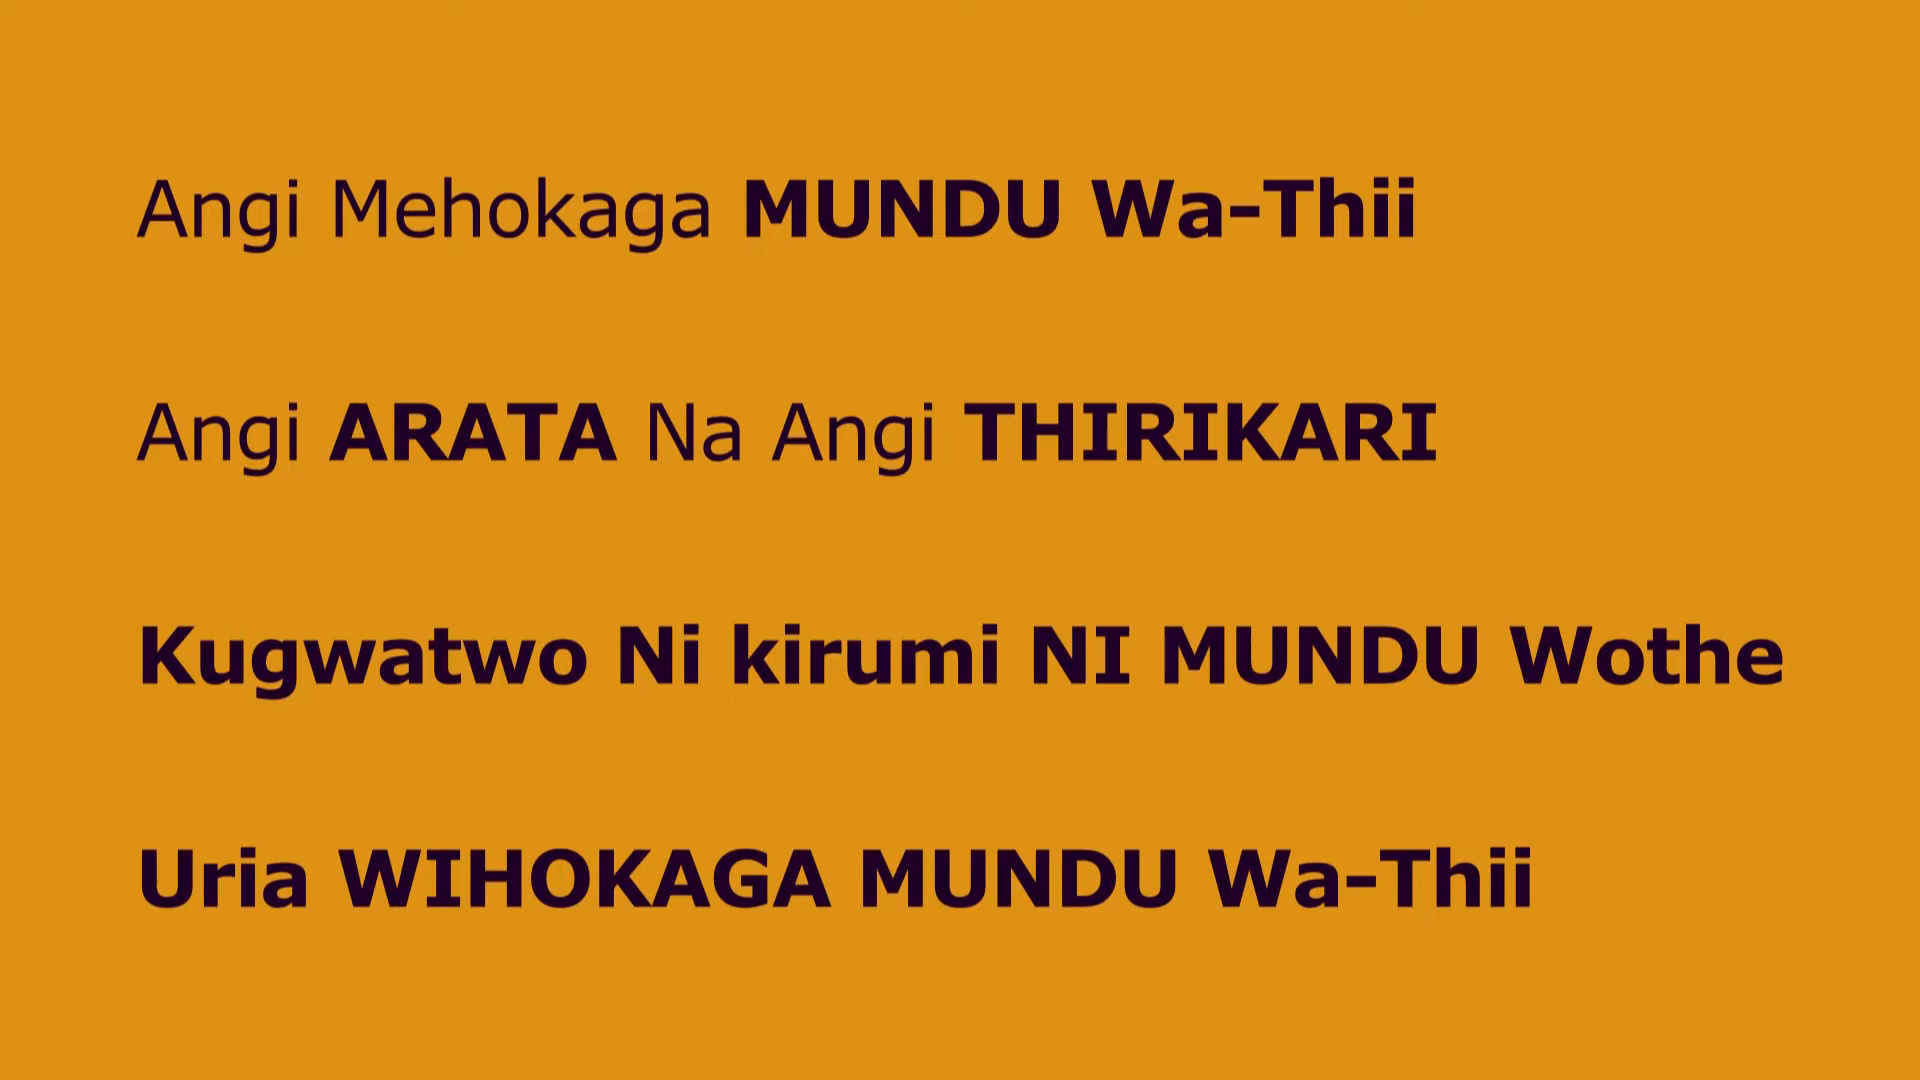 Angi Mehokaga MUNDU Wa-Thii
Angi ARATA Na Angi THIRIKARI
Kugwatwo Ni kirumi NI MUNDU Wothe
Uria WIHOKAGA MUNDU Wa-Thii